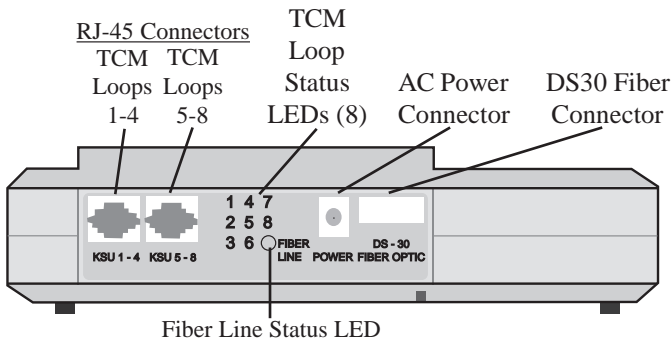 RJ-45 Connectors
TCM
Loops
1-4
TCM
Loops
5-8
TCM
Loop
Status
LEDs (8)
AC Power
Connector
DS30 Fiber
Connector
1 4 7
2 5 8
3 6
FIBER
LINE
KSU 1 - 4
KSU 5 - 8
POWER
DS - 30
FIBER OPTIC
Fiber Line Status LED